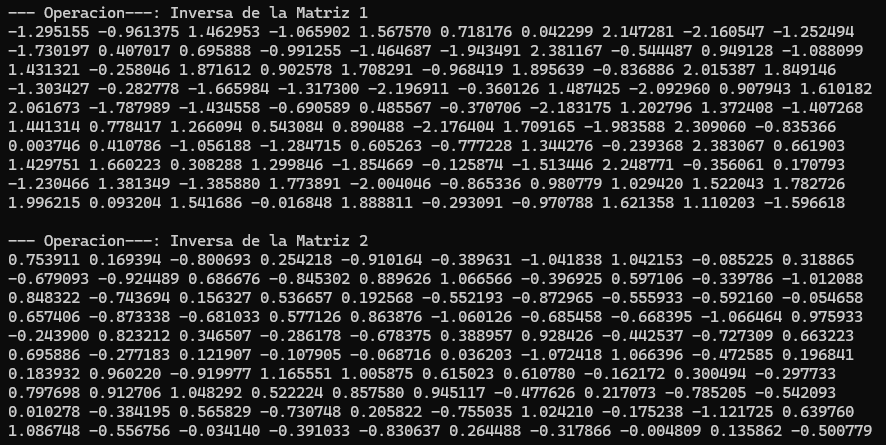 --- Operacion---: Inversa de la Matriz 1
-1.295155 -0.961375 1.462953 -1.065902 1.567570 0.718176 0.042299 2.147281 -2.160547 -1.252494
-1.730197 0.407017 0.695888 -0.991255 -1.464687 -1.943491 2.381167 -0.544487 0.949128 -1.088099
1.431321 -0.258046 1.871612 0.902578 1.708291 -0.968419 1.895639 -0.836886 2.015387 1.849146
-1.303427 -0.282778 -1.665984 -1.317300 -2.196911 -0.360126 1.487425 -2.092960 0.907943 1.610182
2.061673 -1.787989 -1.434558 -0.690589 0.485567 -0.370706 -2.183175 1.202796 1.372408 -1.407268
1.441314 0.778417 1.266094 0.543084 0.890488 -2.176404 1.709165 -1.983588 2.309060 -0.835366
0.003746 0.410786 -1.056188 -1.284715 0.605263 -0.777228 1.344276 -0.239368 2.383067 0.661903
1.429751 1.660223 0.308288 1.299846 -1.854669 -0.125874 -1.513446 2.248771 -0.356061 0.170793
-1.230466 1.381349 -1.385880 1.773891 -2.004046 -0.865336 0.980779 1.029420 1.522043 1.782726
1.996215 0.093204 1.541686 -0.016848 1.888811 -0.293091 -0.970788 1.621358 1.110203 -1.596618
--- Operacion---: Inversa de la Matriz 2
0.753911 0.169394 -0.800693 0.254218 -0.910164 -0.389631 -1.041838 1.042153 -0.085225 0.318865
-0.679093 -0.924489 0.686676 -0.845302 0.889626 1.066566 -0.396925 0.597106 -0.339786 -1.012088
0.848322 -0.743694 0.156327 0.536657 0.192568 -0.552193 -0.872965 -0.555933 -0.592160 -0.054658
0.657406 -0.873338 -0.681033 0.577126 0.863876 -1.060126 -0.685458 -0.668395 -1.066464 0.975933
-0.243900 0.823212 0.346507 -0.286178 -0.678375 0.388957 0.928426 -0.442537 -0.727309 0.663223
0.695886 -0.277183 0.121907 -0.107905 -0.068716 0.036203 -1.072418 1.066396 -0.472585 0.196841
0.183932 0.960220 -0.919977 1.165551 1.005875 0.615023 0.610780 -0.162172 0.300494 -0.297733
0.797698 0.912706 1.048292 0.522224 0.857580 0.945117 -0.477626 0.217073 -0.785205 -0.542093
0.010278 -0.384195 0.565829 -0.730748 0.205822 -0.755035 1.024210 -0.175238 -1.121725 0.639760
1.086748 -0.556756 -0.034140 -0.391033 -0.830637 0.264488 -0.317866 -0.004809 0.135862 -0.500779